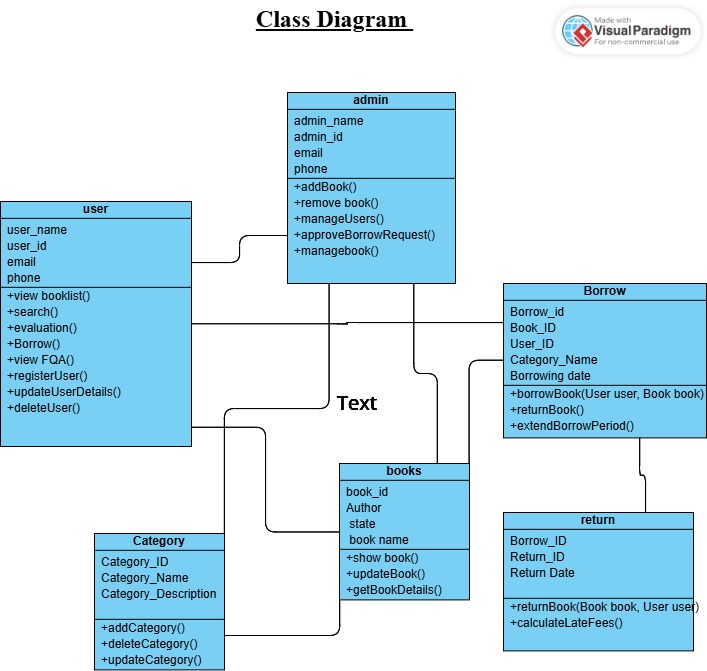 Class Diagram
Made with
VisualParadigm
For non-commercial use
admin
admin_name
admin_id
email
phone
+addBook()
+remove book()
+manageUsers()
+approveBorrowRequest()
+managebook()
user
user_name
user_id
email
phone
+view booklist()
+search()
+evaluation()
+Borrow()
+view FQA()
+registerUser()
+updateUserDetails()
+deleteUser()
Borrow
Borrow_id
Book_ID
User_ID
Category_Name
Borrowing date
+borrowBook(User user, Book book)
+returnBook()
+extendBorrowPeriod()
Text
books
book_id
Author
state
book name
+show book()
+updateBook()
+getBookDetails()
Category
Category_ID
Category_Name
Category_Description
+addCategory()
+deleteCategory()
+updateCategory()
return
Borrow_ID
Return_ID
Return Date
+returnBook(Book book, User user)
+calculateLateFees()